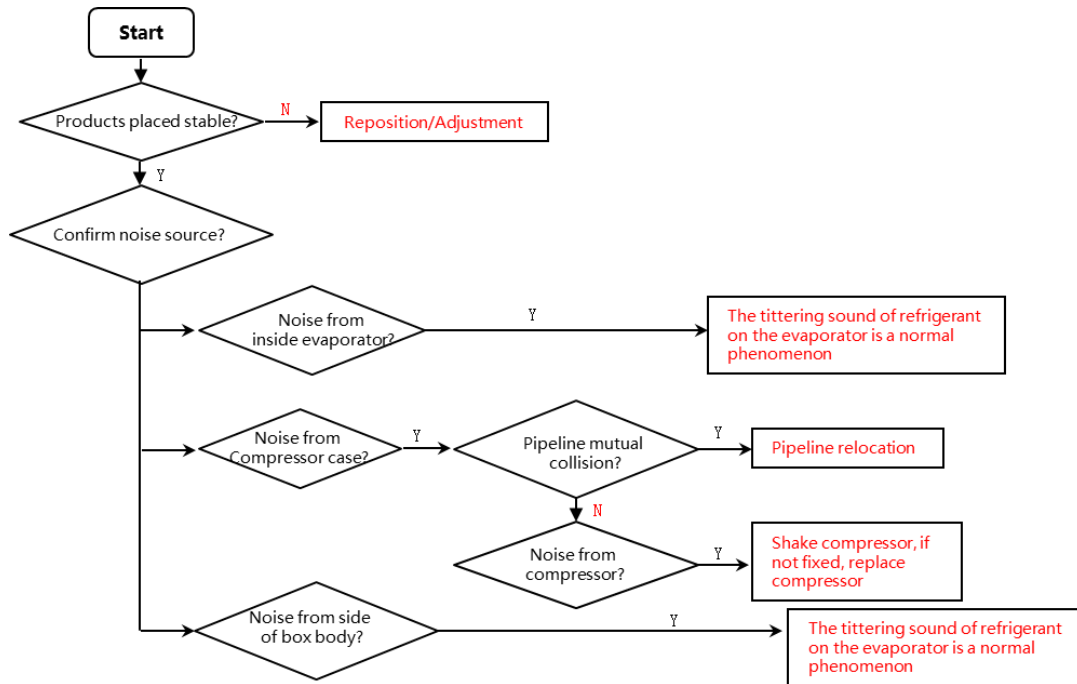 Start
Products placed stable?
N
Reposition/Adjustment
Y
Confirm noise source?
Noise from
inside evaporator?
Y
The tittering sound of refrigerant
on the evaporator is a normal
phenomenon
Noise from
Compressor case?
Y
Pipeline mutual
collision?
Y
Pipeline relocation
N
Noise from
compressor?
Y
Shake compressor, if
not fixed, replace
compressor
Noise from side
of box body?
Y
The tittering sound of refrigerant
on the evaporator is a normal
phenomenon